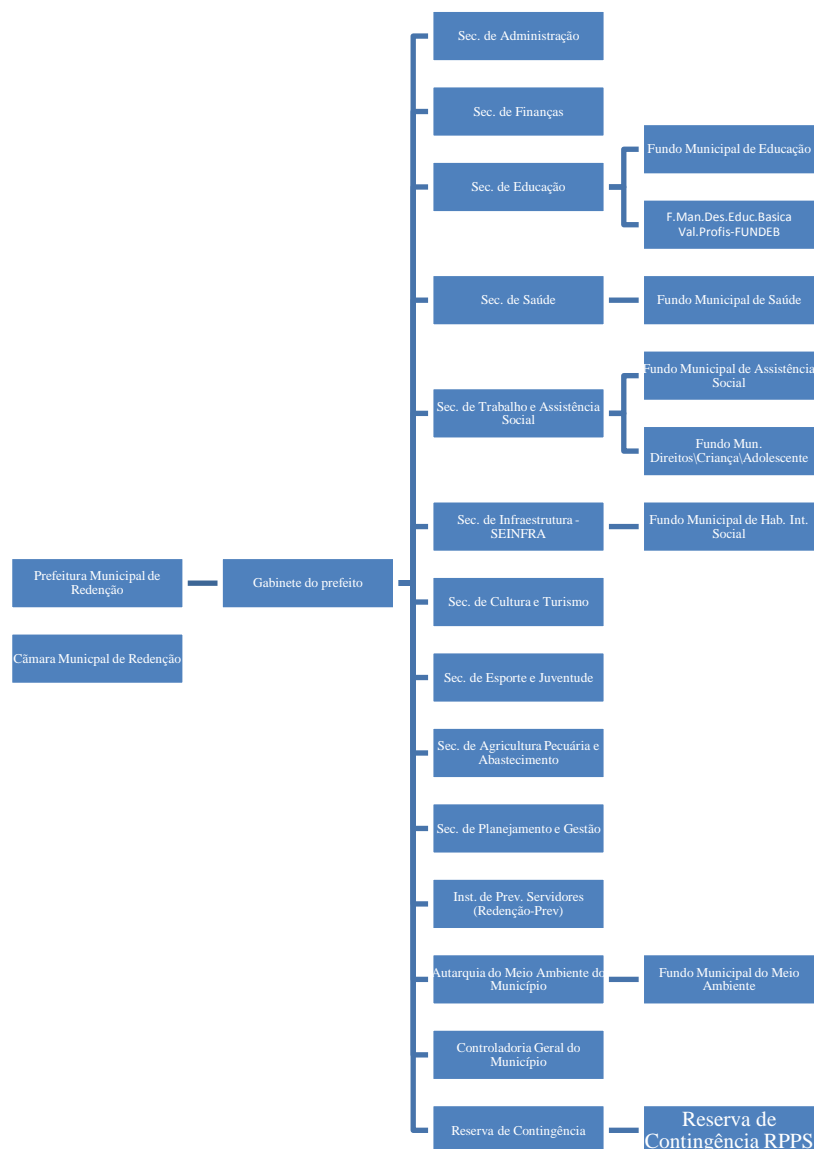 Sec. de Administração
Sec. de Finanças
Sec. de Educação
Fundo Municipal de Educação
F.Man.Des.Educ.Basica
Val.Profis-FUNDEB
Sec. de Saúde
Fundo Municipal de Saúde
Sec. de Trabalho e Assistência
Social
Fundo Municipal de Assistência
Social
Fundo Mun.
Direitos\Criança\Adolescente
Sec. de Infraestrutura -
SEINFRA
Fundo Municipal de Hab. Int.
Social
Prefeitura Municipal de
Redenção
Gabinete do prefeito
Sec. de Cultura e Turismo
Cãmara Municpal de Redenção
Sec. de Esporte e Juventude
Sec. de Agricultura Pecuária e
Abastecimento
Sec. de Planejamento e Gestão
Inst. de Prev. Servidores
(Redenção-Prev)
Autarquia do Meio Ambiente do
Município
Fundo Municipal do Meio
Ambiente
Controladoria Geral do
Município
Reserva de Contingência
Reserva de
Contingência RPPS